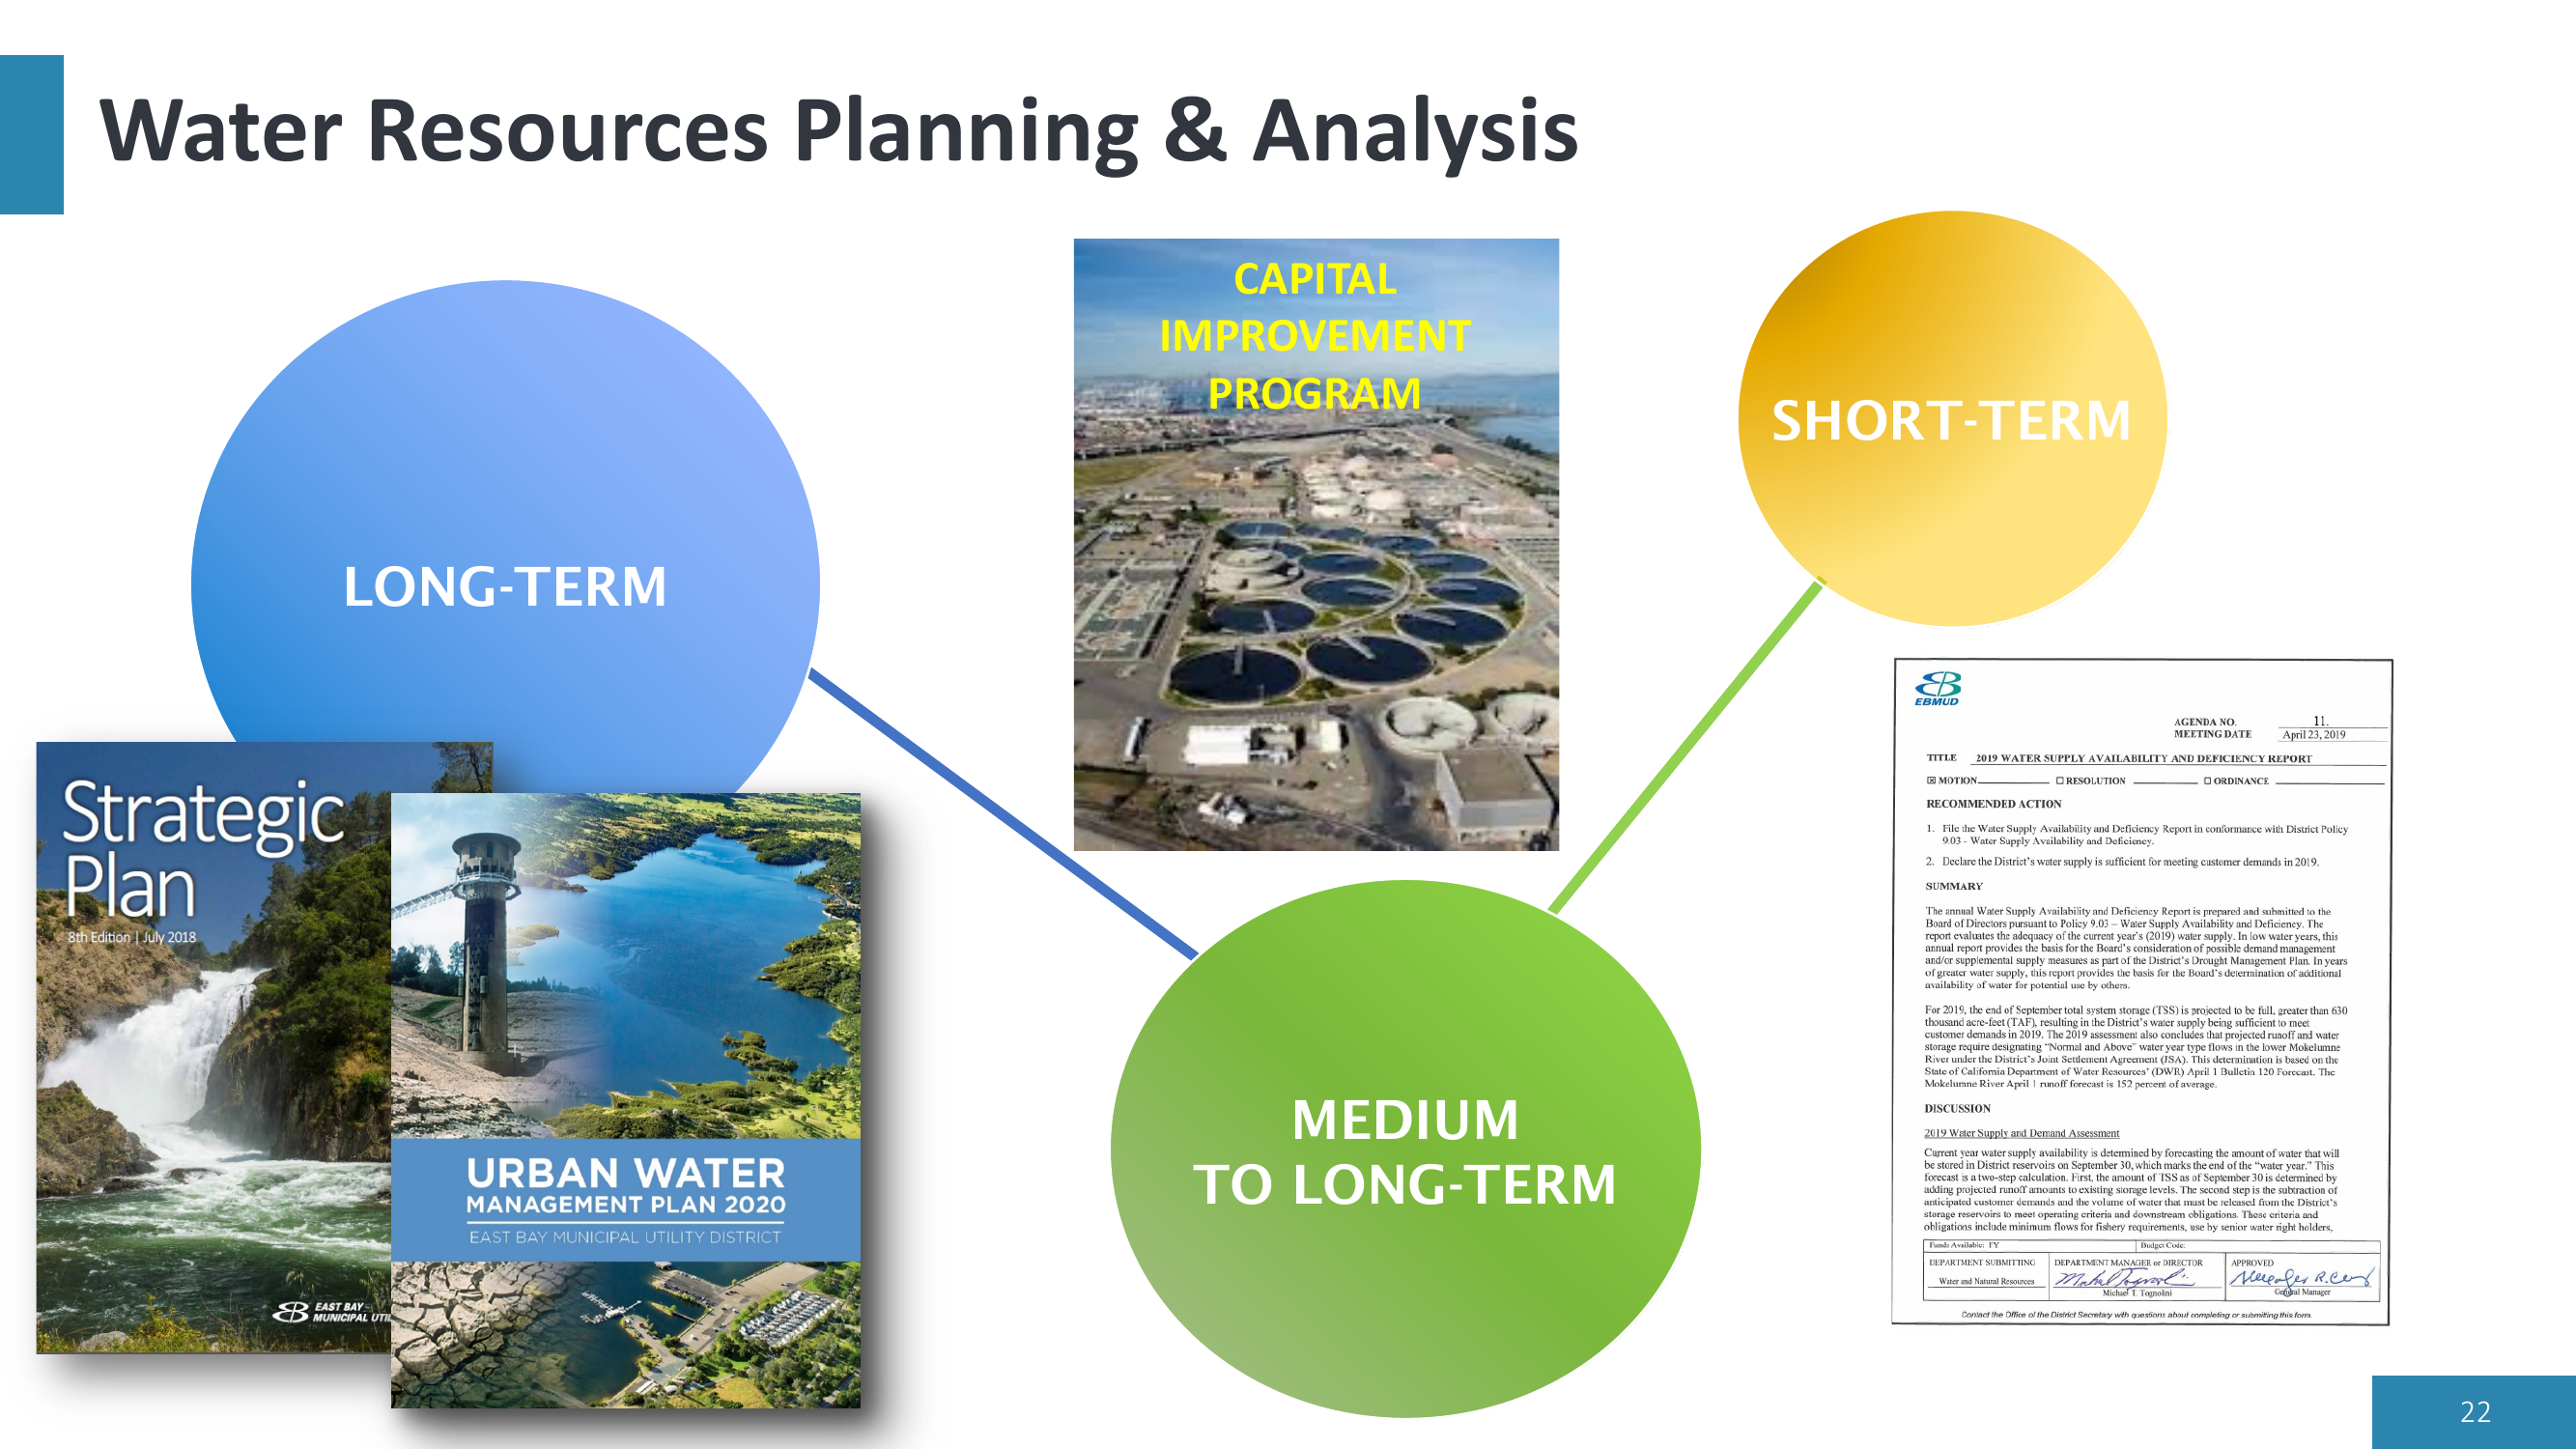 Water Resources Planning & Analysis
LONG-TERM
Strategic
Plan
8th Edition | July 2018
EAST BAY
MUNICIPAL UTIL
URBAN WATER
MANAGEMENT PLAN 2020
EAST BAY MUNICIPAL UTILITY DISTRICT
CAPITAL
IMPROVEMENT
PROGRAM
MEDIUM
TO LONG-TERM
SHORT-TERM
EBMUD
AGENDA NO. 11.
MEETING DATE April 23, 2019
TITLE 2019 WATER SUPPLY AVAILABILITY AND DEFICIENCY REPORT
☒ MOTION ☐ RESOLUTION ☐ ORDINANCE
RECOMMENDED ACTION
1. File the Water Supply Availability and Deficiency Report in conformance with District Policy
9.03 - Water Supply Availability and Deficiency.
2. Declare the District's water supply is sufficient for meeting customer demands in 2019.
SUMMARY
The annual Water Supply Availability and Deficiency Report is prepared and submitted to the
Board of Directors pursuant to Policy 9.03 – Water Supply Availability and Deficiency. The
report evaluates the adequacy of the current year's (2019) water supply. In low water years, this
annual report provides the basis for the Board's consideration of possible demand management
and/or supplemental supply measures as part of the District's Drought Management Plan. In years
of greater water supply, this report provides the basis for the Board's determination of additional
availability of water for potential use by others.
For 2019, the end of September total system storage (TSS) is projected to be full, greater than 630
thousand acre-feet (TAF), resulting in the District's water supply being sufficient to meet
customer demands in 2019. The 2019 assessment also concludes that projected runoff and water
storage require designating "Normal and Above" water year type flows in the lower Mokelumne
River under the District's Joint Settlement Agreement (JSA). This determination is based on the
State of California Department of Water Resources' (DWR) April 1 Bulletin 120 Forecast. The
Mokelumne River April 1 runoff forecast is 152 percent of average.
DISCUSSION
2019 Water Supply and Demand Assessment
Current year water supply availability is determined by forecasting the amount of water that will
be stored in District reservoirs on September 30, which marks the end of the "water year." This
forecast is a two-step calculation. First, the amount of TSS as of September 30 is determined by
adding projected runoff amounts to existing storage levels. The second step is the subtraction of
anticipated customer demands and the volume of water that must be released from the District's
storage reservoirs to meet operating criteria and downstream obligations. These criteria and
obligations include minimum flows for fishery requirements, use by senior water right holders,
Funds Available: FY Budget Code:
DEPARTMENT SUBMITTING DEPARTMENT MANAGER or DIRECTOR APPROVED
Water and Natural Resources
Michael T. Tognolini General Manager
Contact the Office of the District Secretary with questions about completing or submitting this form.
22